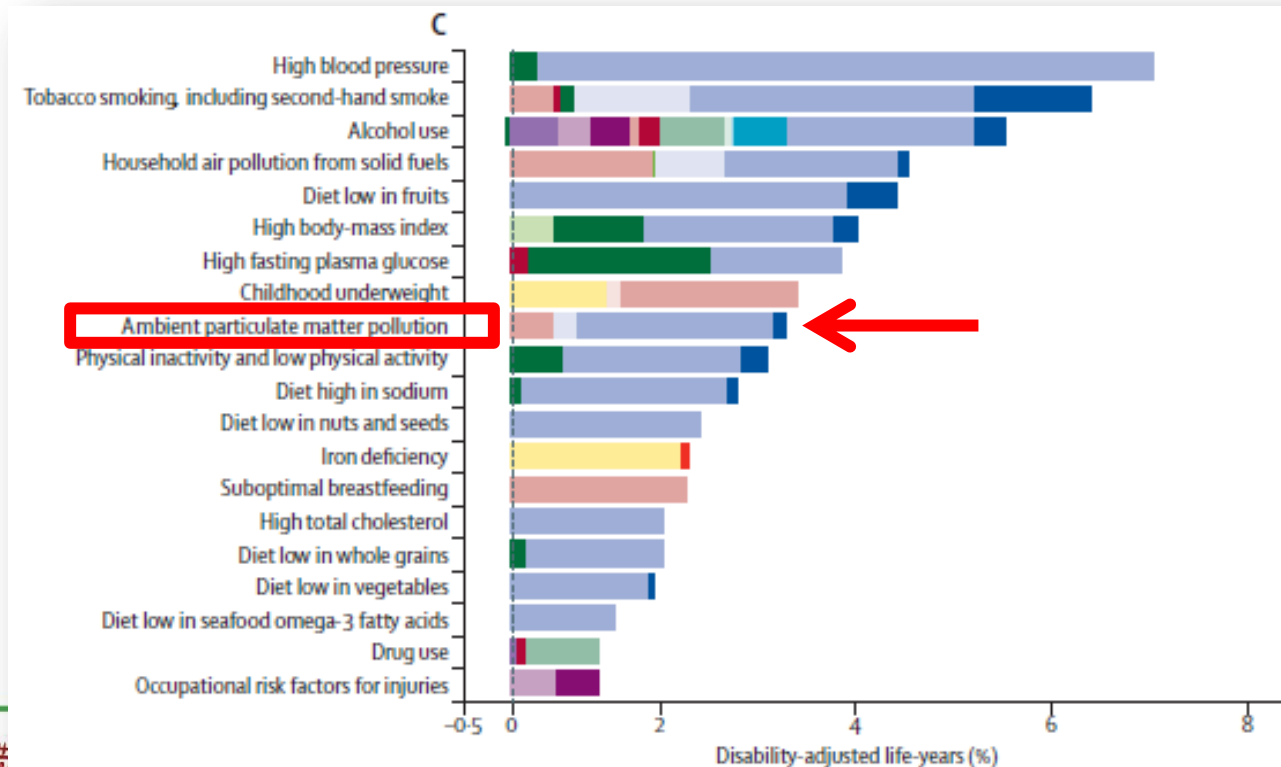 C
High blood pressure
Tobacco smoking, including second-hand smoke
Alcohol use
Household air pollution from solid fuels
Diet low in fruits
High body-mass index
High fasting plasma glucose
Childhood underweight
Ambient particulate matter pollution
Physical inactivity and low physical activity
Diet high in sodium
Diet low in nuts and seeds
Iron deficiency
Suboptimal breastfeeding
High total cholesterol
Diet low in whole grains
Diet low in vegetables
Diet low in seafood omega-3 fatty acids
Drug use
Occupational risk factors for injuries
-0·5 0 2 4 6 8
Disability-adjusted life-years (%)